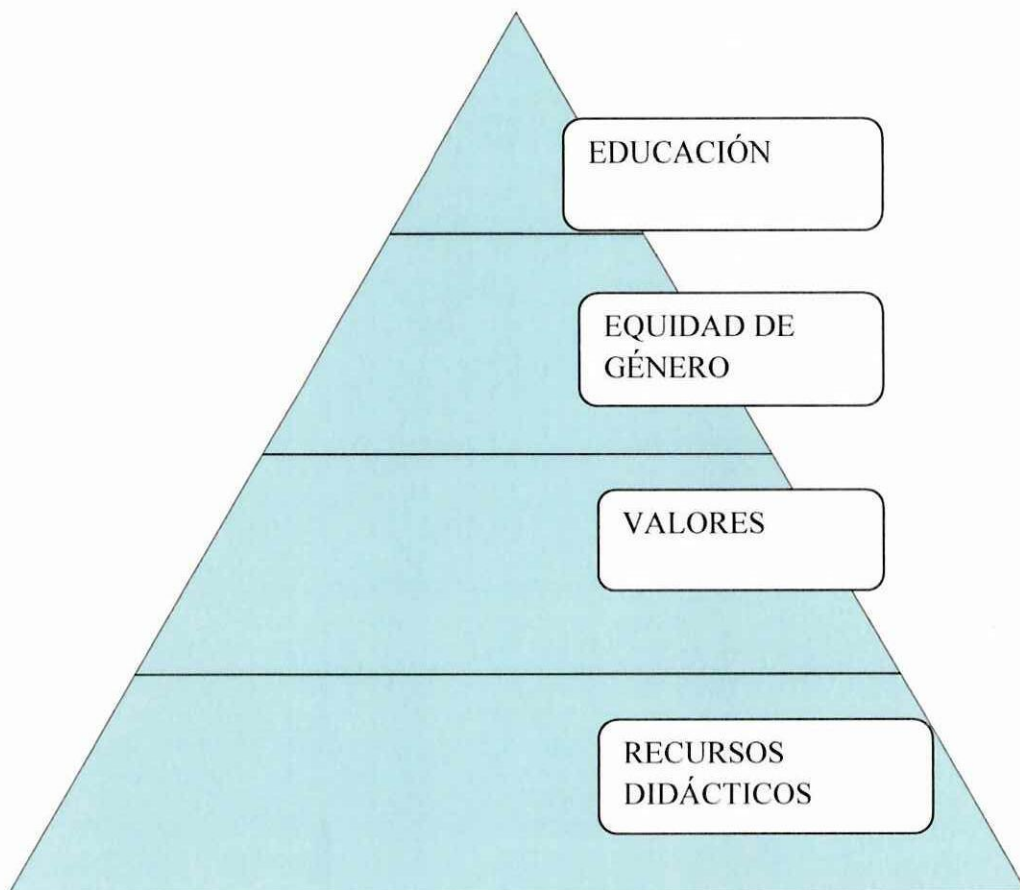 EDUCACIÓN
EQUIDAD DE
GÉNERO
VALORES
RECURSOS
DIDÁCTICOS